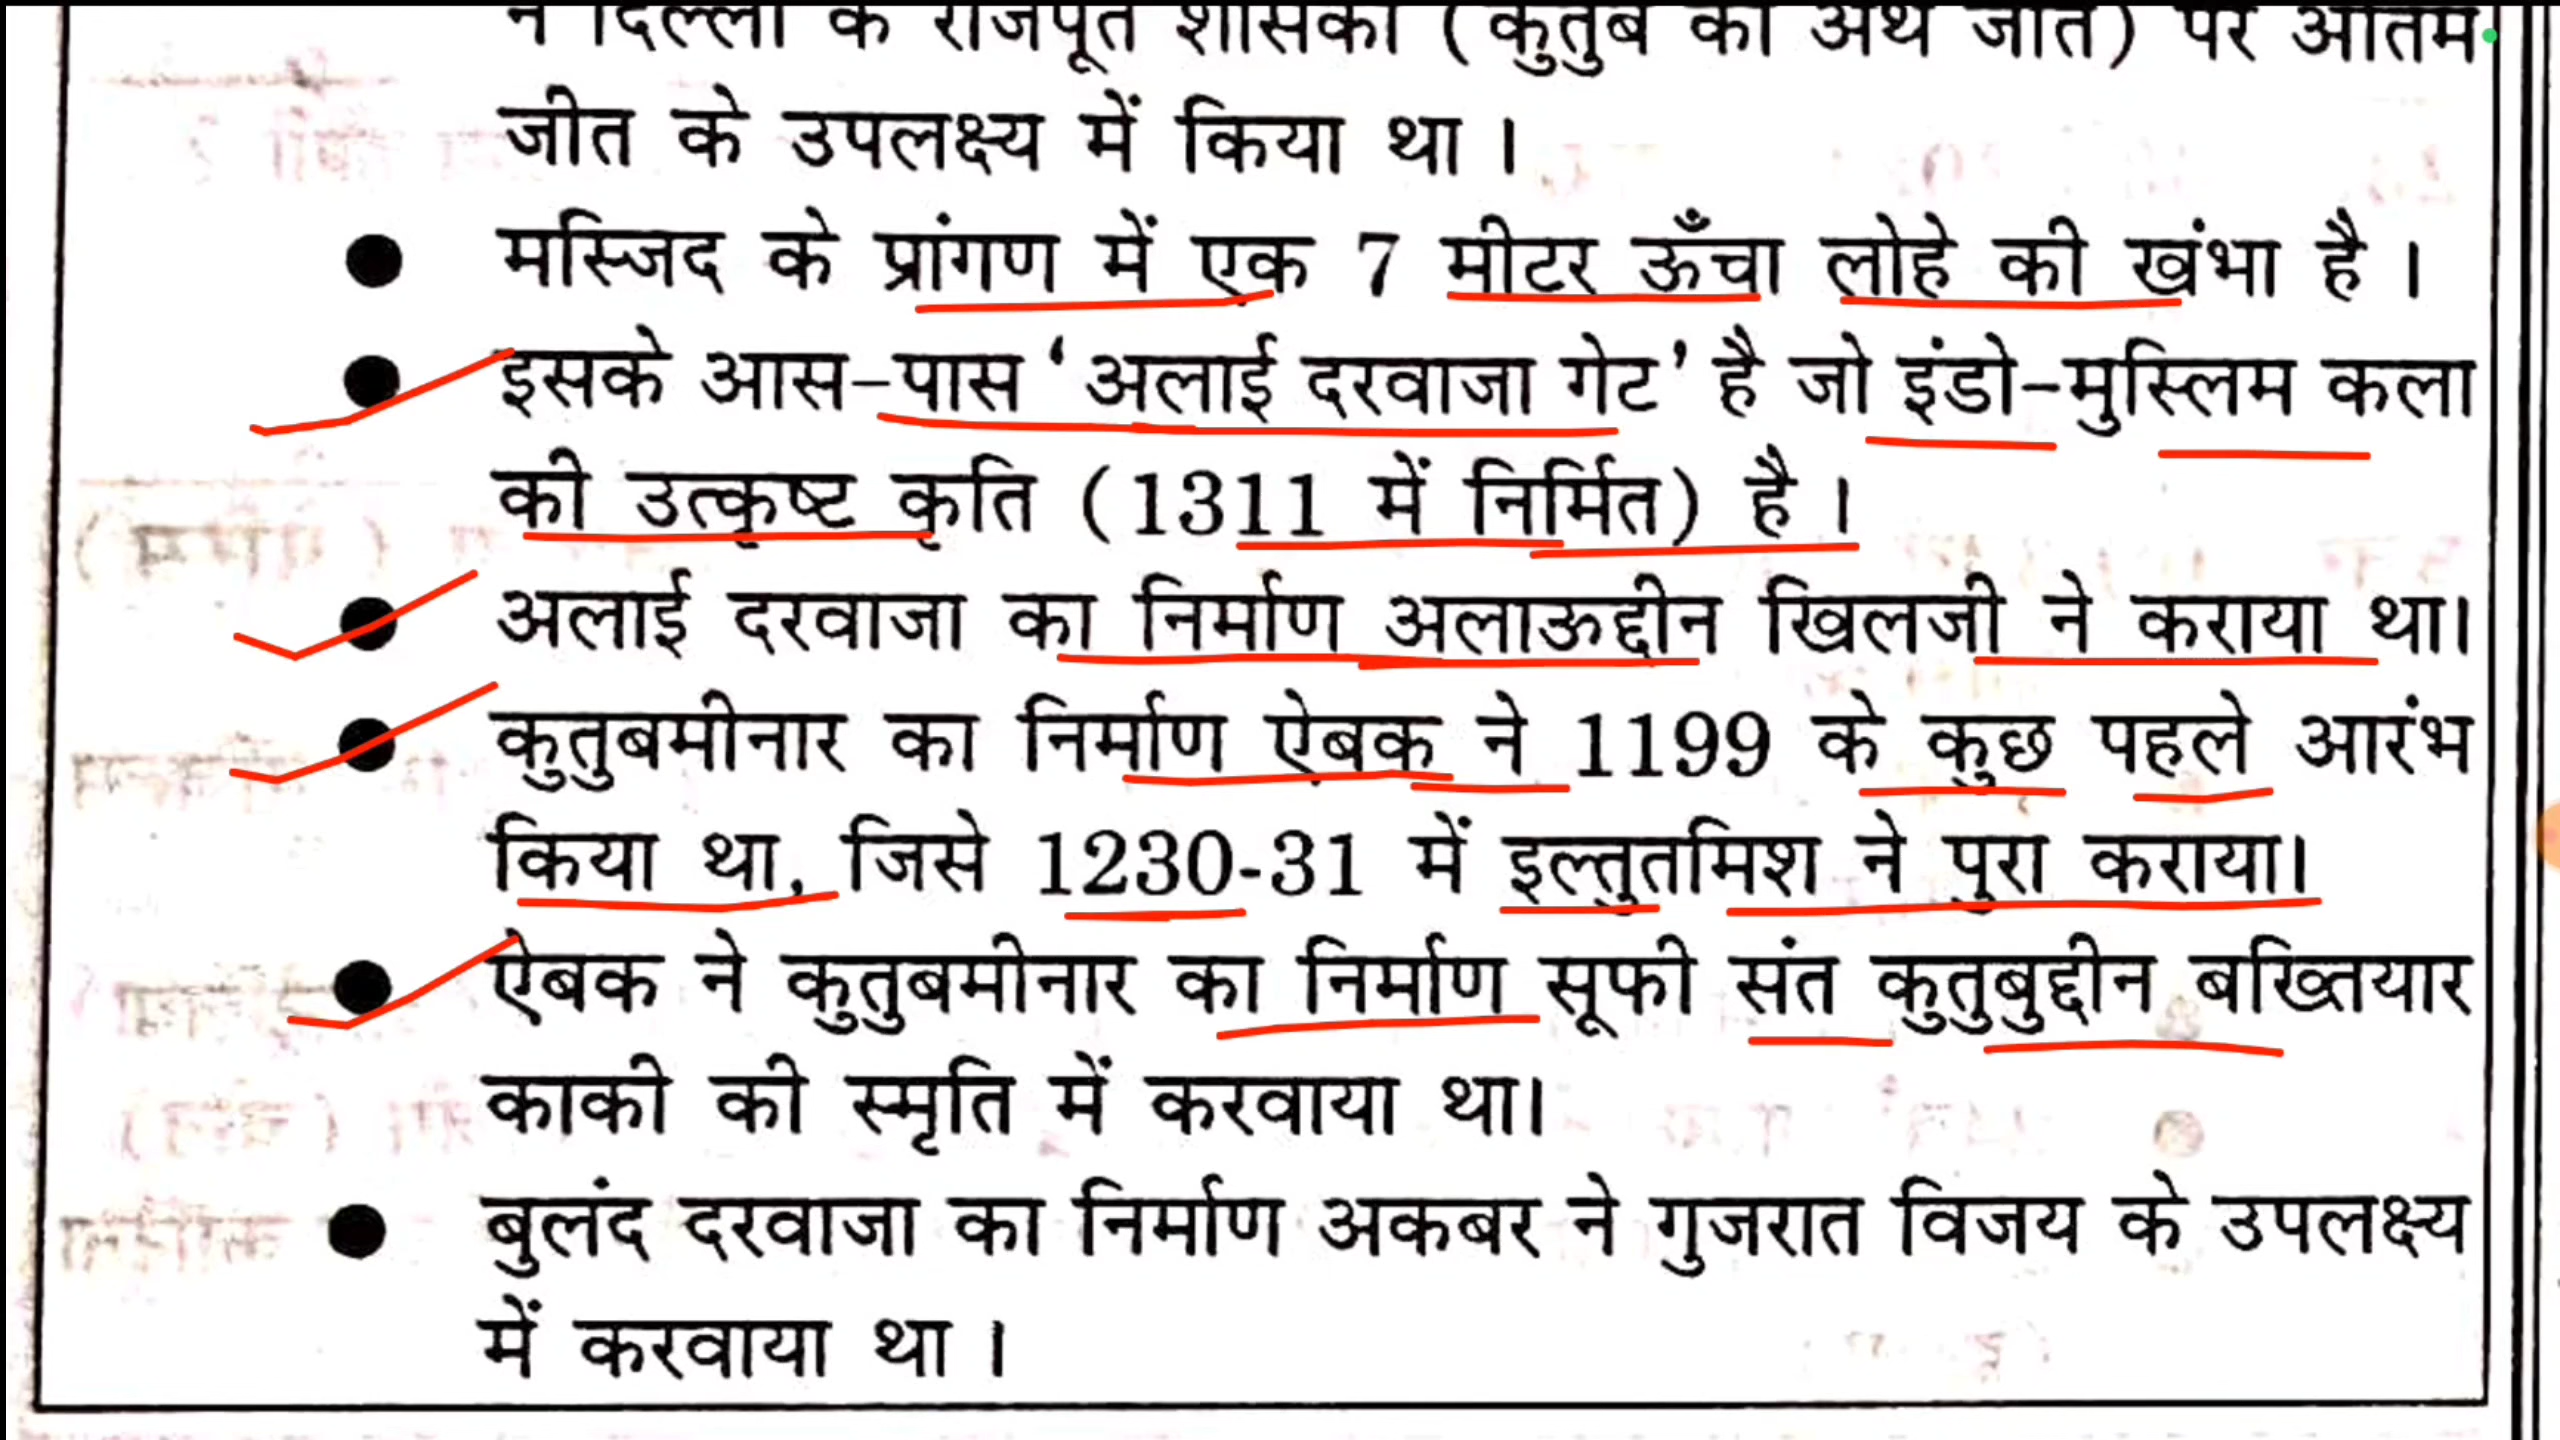 ने दिल्ली के राजपूत शासकों (कुतुब का अर्थ जीत) पर अंतिम
जीत के उपलक्ष्य में किया था ।
● मस्जिद के प्रांगण में एक 7 मीटर ऊँचा लोहे की खंभा है ।
● इसके आस-पास ‘अलाई दरवाजा गेट’ है जो इंडो-मुस्लिम कला
की उत्कृष्ट कृति (1311 में निर्मित) है ।
● अलाई दरवाजा का निर्माण अलाऊद्दीन खिलजी ने कराया था।
● कुतुबमीनार का निर्माण ऐबक ने 1199 के कुछ पहले आरंभ
किया था, जिसे 1230-31 में इल्तुतमिश ने पुरा कराया।
● ऐबक ने कुतुबमीनार का निर्माण सूफी संत कुतुबुद्दीन बख्तियार
काकी की स्मृति में करवाया था।
● बुलंद दरवाजा का निर्माण अकबर ने गुजरात विजय के उपलक्ष्य
में करवाया था ।